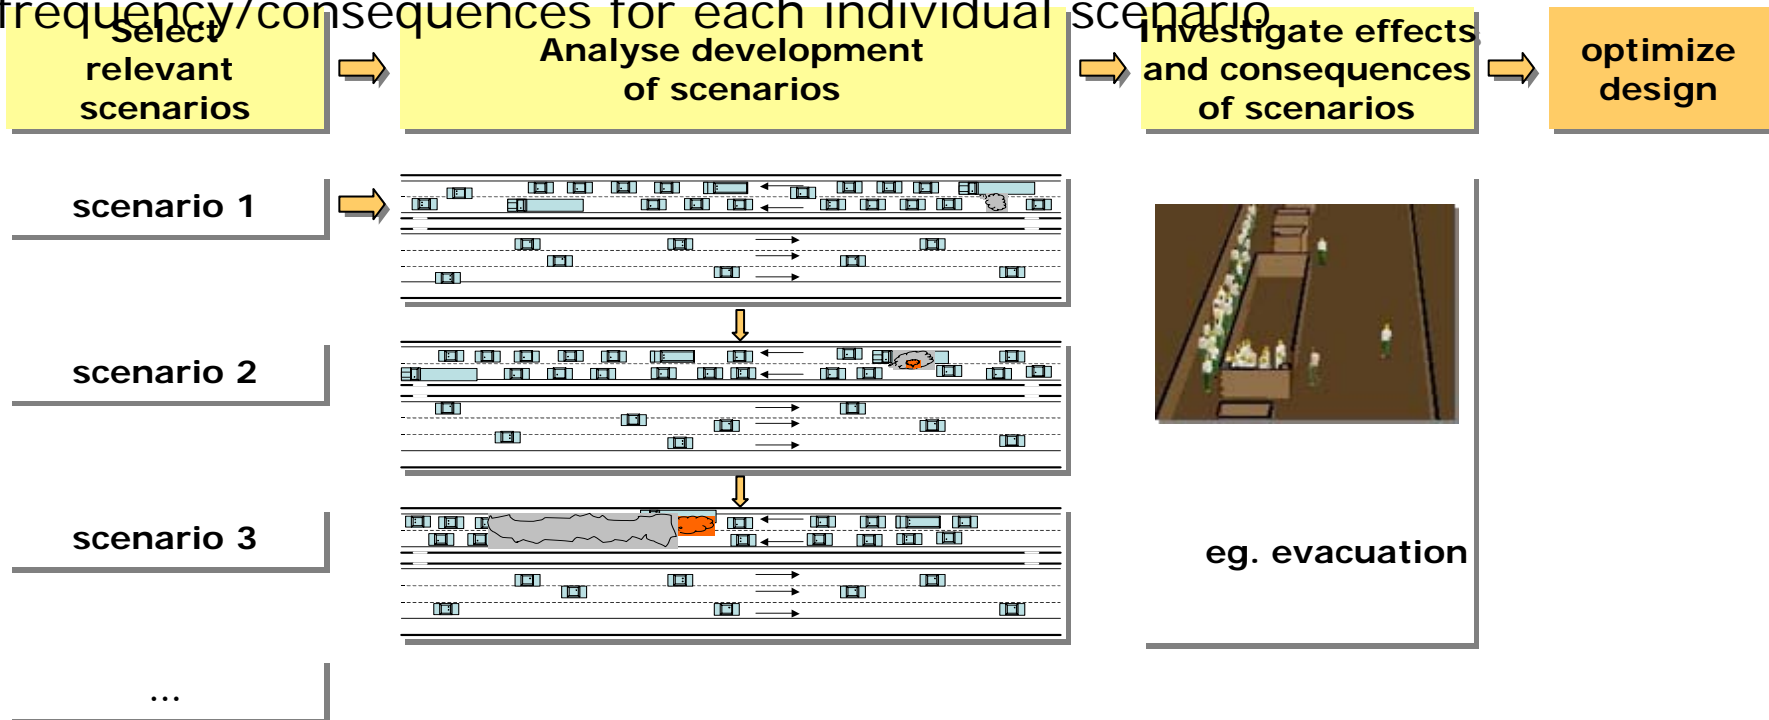 frequency/consequences for each individual scenario
Select
relevant
scenarios
Analyse development
of scenarios
Investigate effects
and consequences
of scenarios
optimize
design
scenario 1
scenario 2
scenario 3
eg. evacuation
...